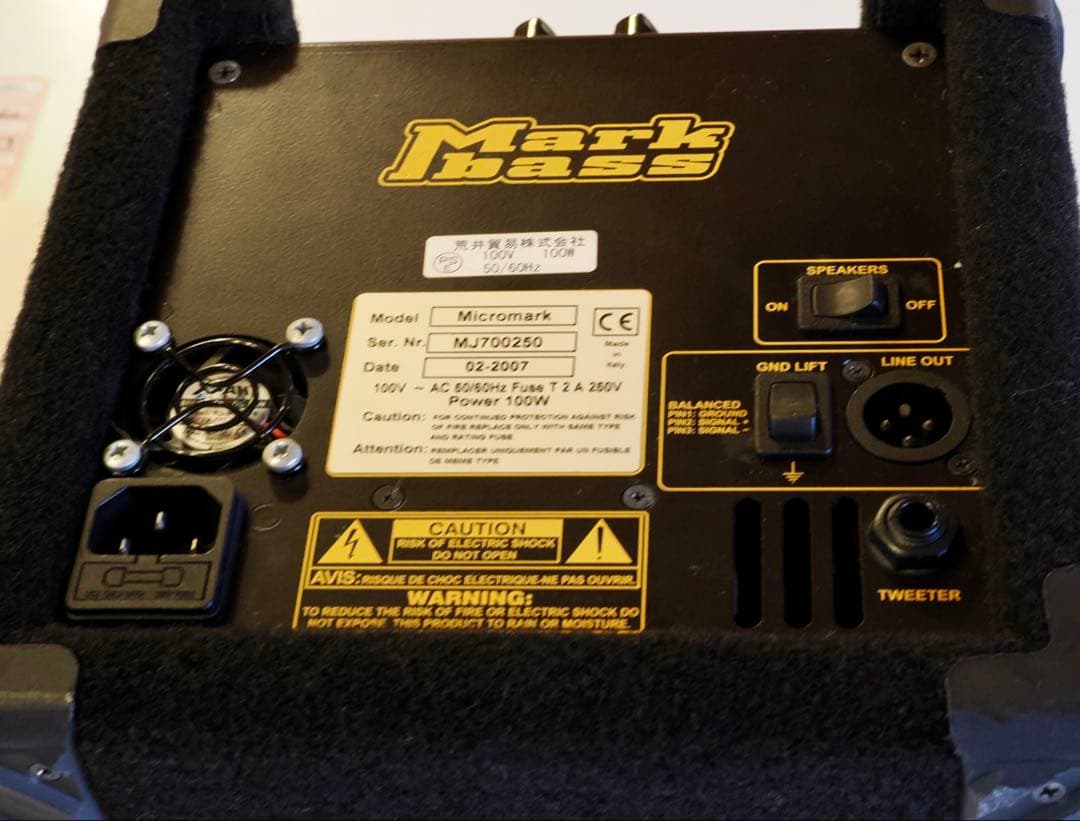 Mark
bass
荒井貿易株式会社
PS
E
100V 100W
50/60Hz
SPEAKERS
ON
OFF
Model Micromark
CE
Ser. Nr. MJ700250
Made
in
Italy
Date 02-2007
100V ~ AC 50/60Hz Fuse T 2 A 250V
Power 100W
Caution: FOR CONTINUED PROTECTION AGAINST RISK
OF FIRE REPLACE ONLY WITH SAME TYPE
AND RATING FUSE
Attention: REMPLACER UNIQUEMENT PAR UN FUSIBLE
DE MEME TYPE
GND LIFT
LINE OUT
BALANCED
PIN1: GROUND
PIN2: SIGNAL +
PIN3: SIGNAL -
CAUTION
RISK OF ELECTRIC SHOCK
DO NOT OPEN
AVIS: RISQUE DE CHOC ELECTRIQUE-NE PAS OUVRIR.
WARNING:
TO REDUCE THE RISK OF FIRE OR ELECTRIC SHOCK DO
NOT EXPOSE THIS PRODUCT TO RAIN OR MOISTURE.
TWEETER